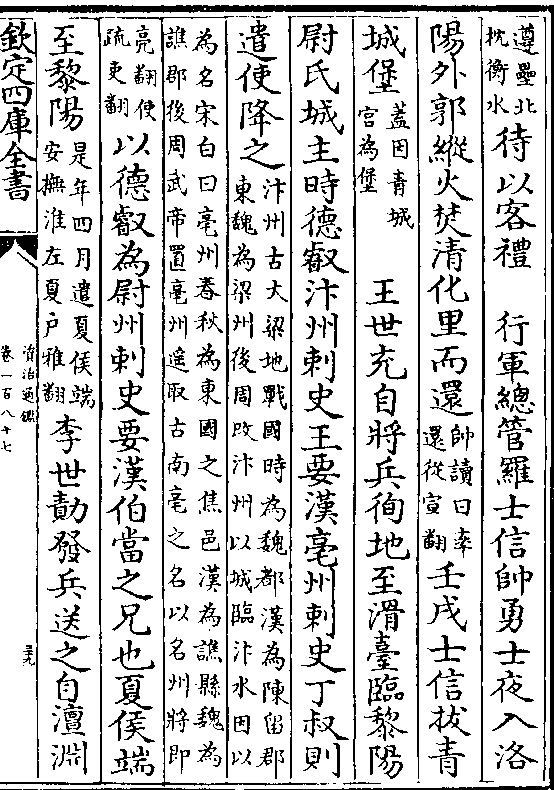 遵壘北枕衡水待以客禮　行軍總管羅士信帥勇士夜入洛
陽外郭縱火焚清化里而還帥讀曰率還從宣翻壬戌士信拔青
城堡蓋因青城宮為堡　王世充自將兵徇地至滑臺臨黎陽
尉氏城主時德叡汴州刺史王要漢亳州刺史丁叔則
遣使降之汴州古大梁地戰國時為魏都漢為陳留郡東魏為梁州後周改汴州以城臨汴水因以
為名宋白曰亳州春秋為東國之焦邑漢為譙縣魏為譙郡後周武帝置亳州遥取古南亳之名以名州將即
亮翻使疏吏翻以德叡為尉州刺史要漢伯當之兄也夏侯端
至黎陽是年四月遣夏侯端安撫淮左夏户雅翻李世勣發兵送之自澶淵
欽定四庫全書
資治通鑑
卷一百八十七